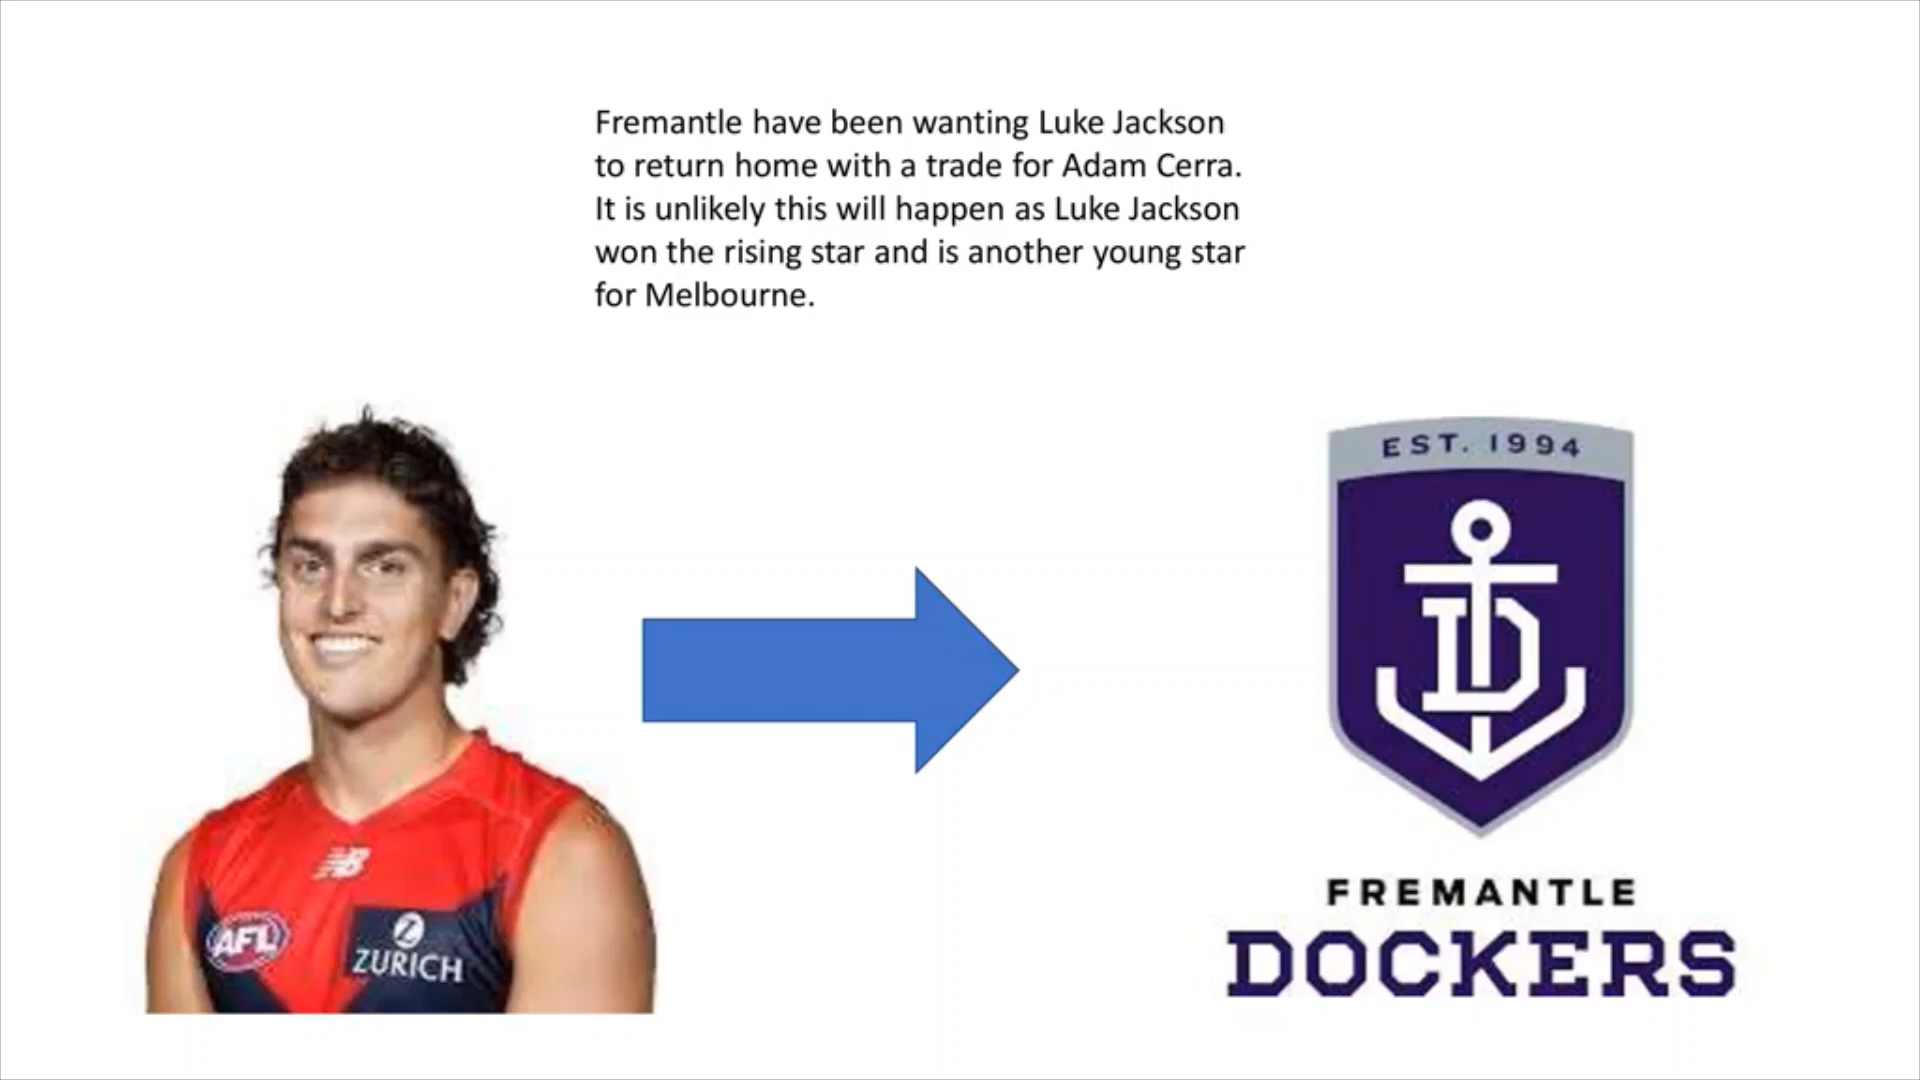 Fremantle have been wanting Luke Jackson
to return home with a trade for Adam Cerra.
It is unlikely this will happen as Luke Jackson
won the rising star and is another young star
for Melbourne.
EST. 1994
D
FREMANTLE
DOCKERS
NB
AFL
Z
ZURICH